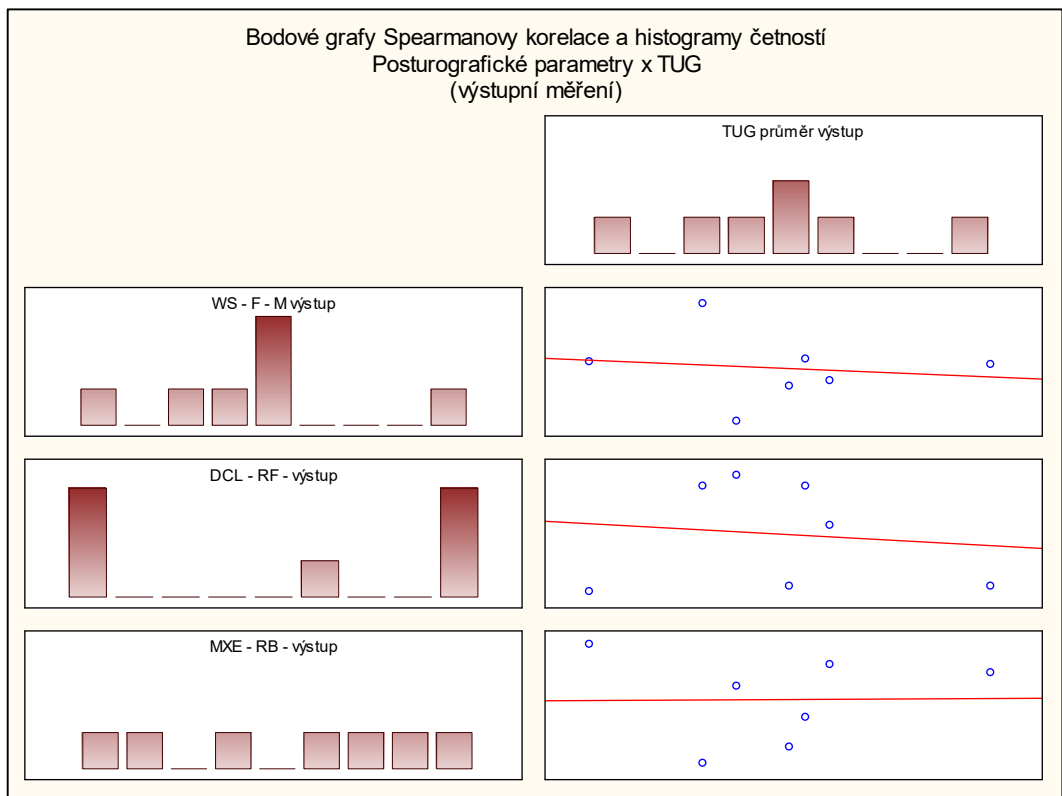 Bodové grafy Spearmanovy korelace a histogramy četností
Posturografické parametry x TUG
(výstupní měření)
TUG průměr výstup
WS - F - M výstup
DCL - RF - výstup
MXE - RB - výstup